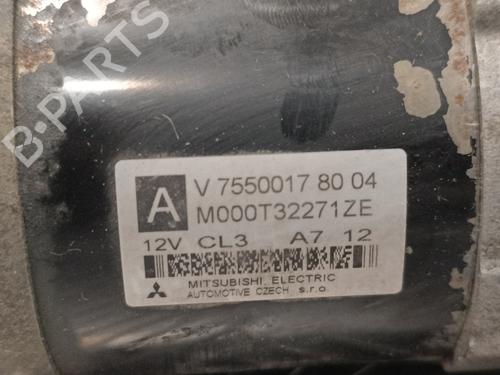 B-PARTS
A
V 7550017 80 04
M000T32271ZE
12V CL3 A7 12
MITSUBISHI ELECTRIC
AUTOMOTIVE CZECH s.r.o.